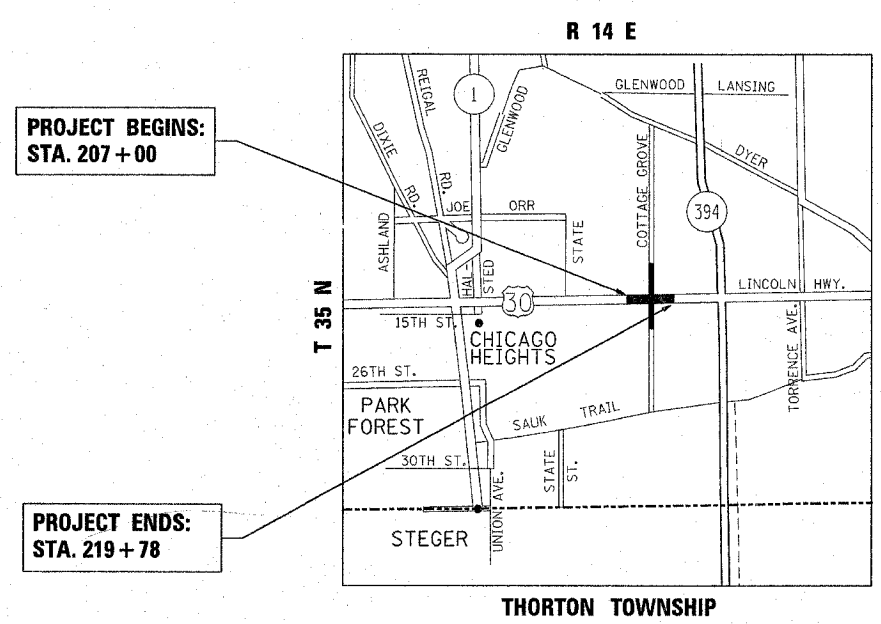 R 14 E
PROJECT BEGINS:
STA. 207+00
T 35 N
GLENWOOD LANSING
REIGAL
RD.
1
GLENWOOD
DIXIE
RD.
DYER
COTTAGE GROVE
JOE ORR
394
ASHLAND
STATE
HAL-
STED
LINCOLN HWY.
30
15TH ST.
CHICAGO
HEIGHTS
TORRENCE AVE.
26TH ST.
PARK
FOREST
SAUK TRAIL
30TH ST.
STATE
ST.
UNION AVE.
PROJECT ENDS:
STA. 219+78
STEGER
THORTON TOWNSHIP